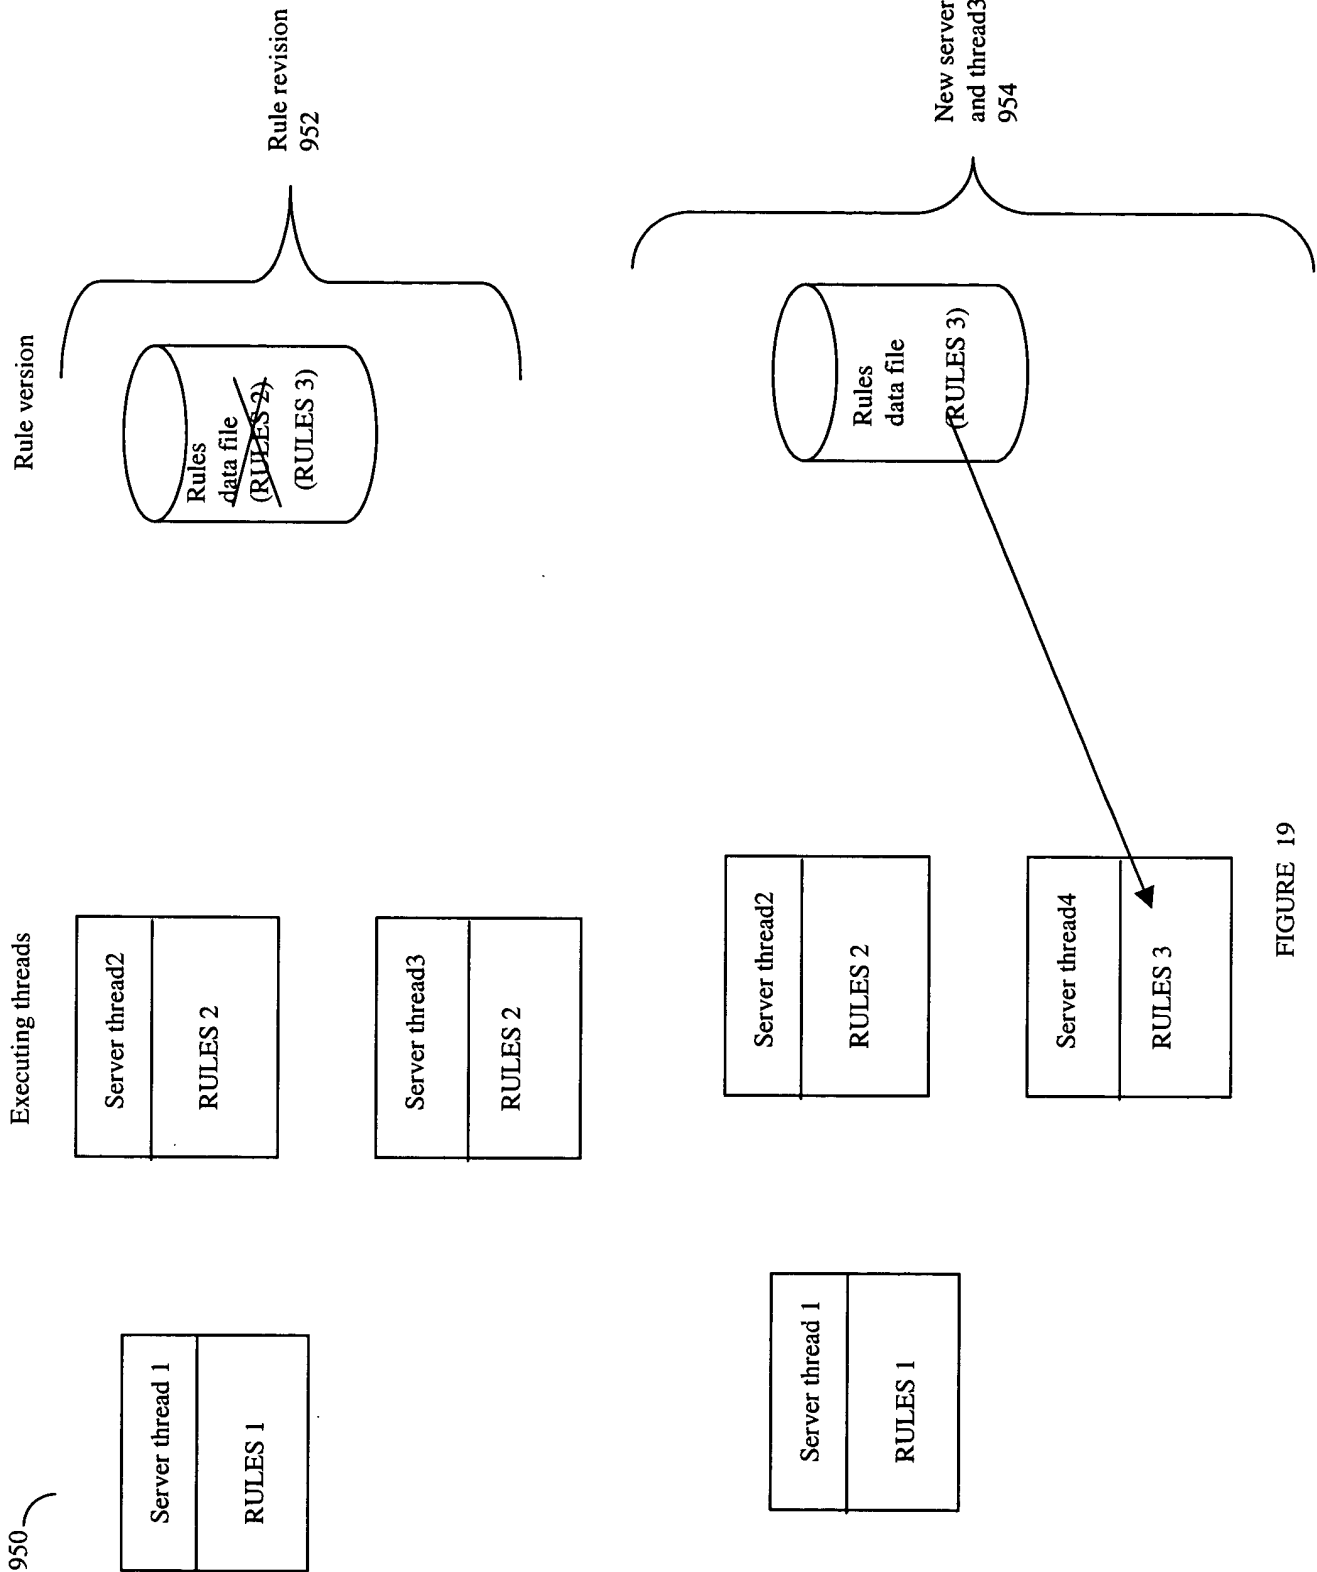 950
Executing threads
Rule version
Server thread 1
RULES 1
Server thread2
RULES 2
Server thread3
RULES 2
Rules
data file
(RULES 2)
(RULES 3)
Rule revision
952
Server thread 1
RULES 1
Server thread2
RULES 2
Server thread4
RULES 3
Rules
data file
(RULES 3)
New server
and thread3
954
FIGURE 19